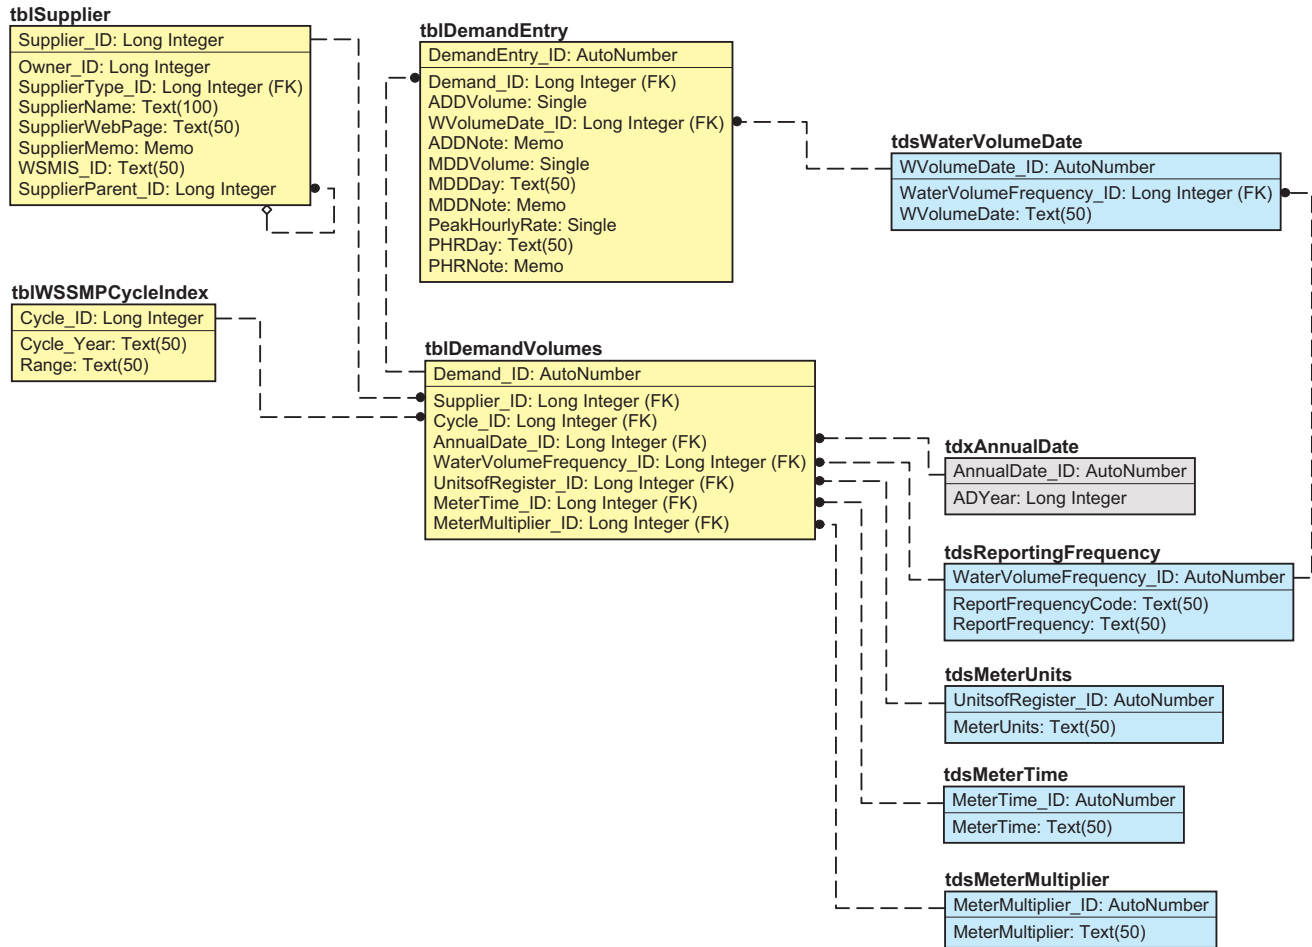 tblSupplier
Supplier_ID: Long Integer
Owner_ID: Long Integer
SupplierType_ID: Long Integer (FK)
SupplierName: Text(100)
SupplierWebPage: Text(50)
SupplierMemo: Memo
WSMIS_ID: Text(50)
SupplierParent_ID: Long Integer
tblDemandEntry
DemandEntry_ID: AutoNumber
Demand_ID: Long Integer (FK)
ADDVolume: Single
WVolumeDate_ID: Long Integer (FK)
ADDNote: Memo
MDDVolume: Single
MDDDay: Text(50)
MDDNote: Memo
PeakHourlyRate: Single
PHRDay: Text(50)
PHRNote: Memo
tdsWaterVolumeDate
WVolumeDate_ID: AutoNumber
WaterVolumeFrequency_ID: Long Integer (FK)
WVolumeDate: Text(50)
tblWSSMPCycleIndex
Cycle_ID: Long Integer
Cycle_Year: Text(50)
Range: Text(50)
tblDemandVolumes
Demand_ID: AutoNumber
Supplier_ID: Long Integer (FK)
Cycle_ID: Long Integer (FK)
AnnualDate_ID: Long Integer (FK)
WaterVolumeFrequency_ID: Long Integer (FK)
UnitsofRegister_ID: Long Integer (FK)
MeterTime_ID: Long Integer (FK)
MeterMultiplier_ID: Long Integer (FK)
tdxAnnualDate
AnnualDate_ID: AutoNumber
ADYear: Long Integer
tdsReportingFrequency
WaterVolumeFrequency_ID: AutoNumber
ReportFrequencyCode: Text(50)
ReportFrequency: Text(50)
tdsMeterUnits
UnitsofRegister_ID: AutoNumber
MeterUnits: Text(50)
tdsMeterTime
MeterTime_ID: AutoNumber
MeterTime: Text(50)
tdsMeterMultiplier
MeterMultiplier_ID: AutoNumber
MeterMultiplier: Text(50)